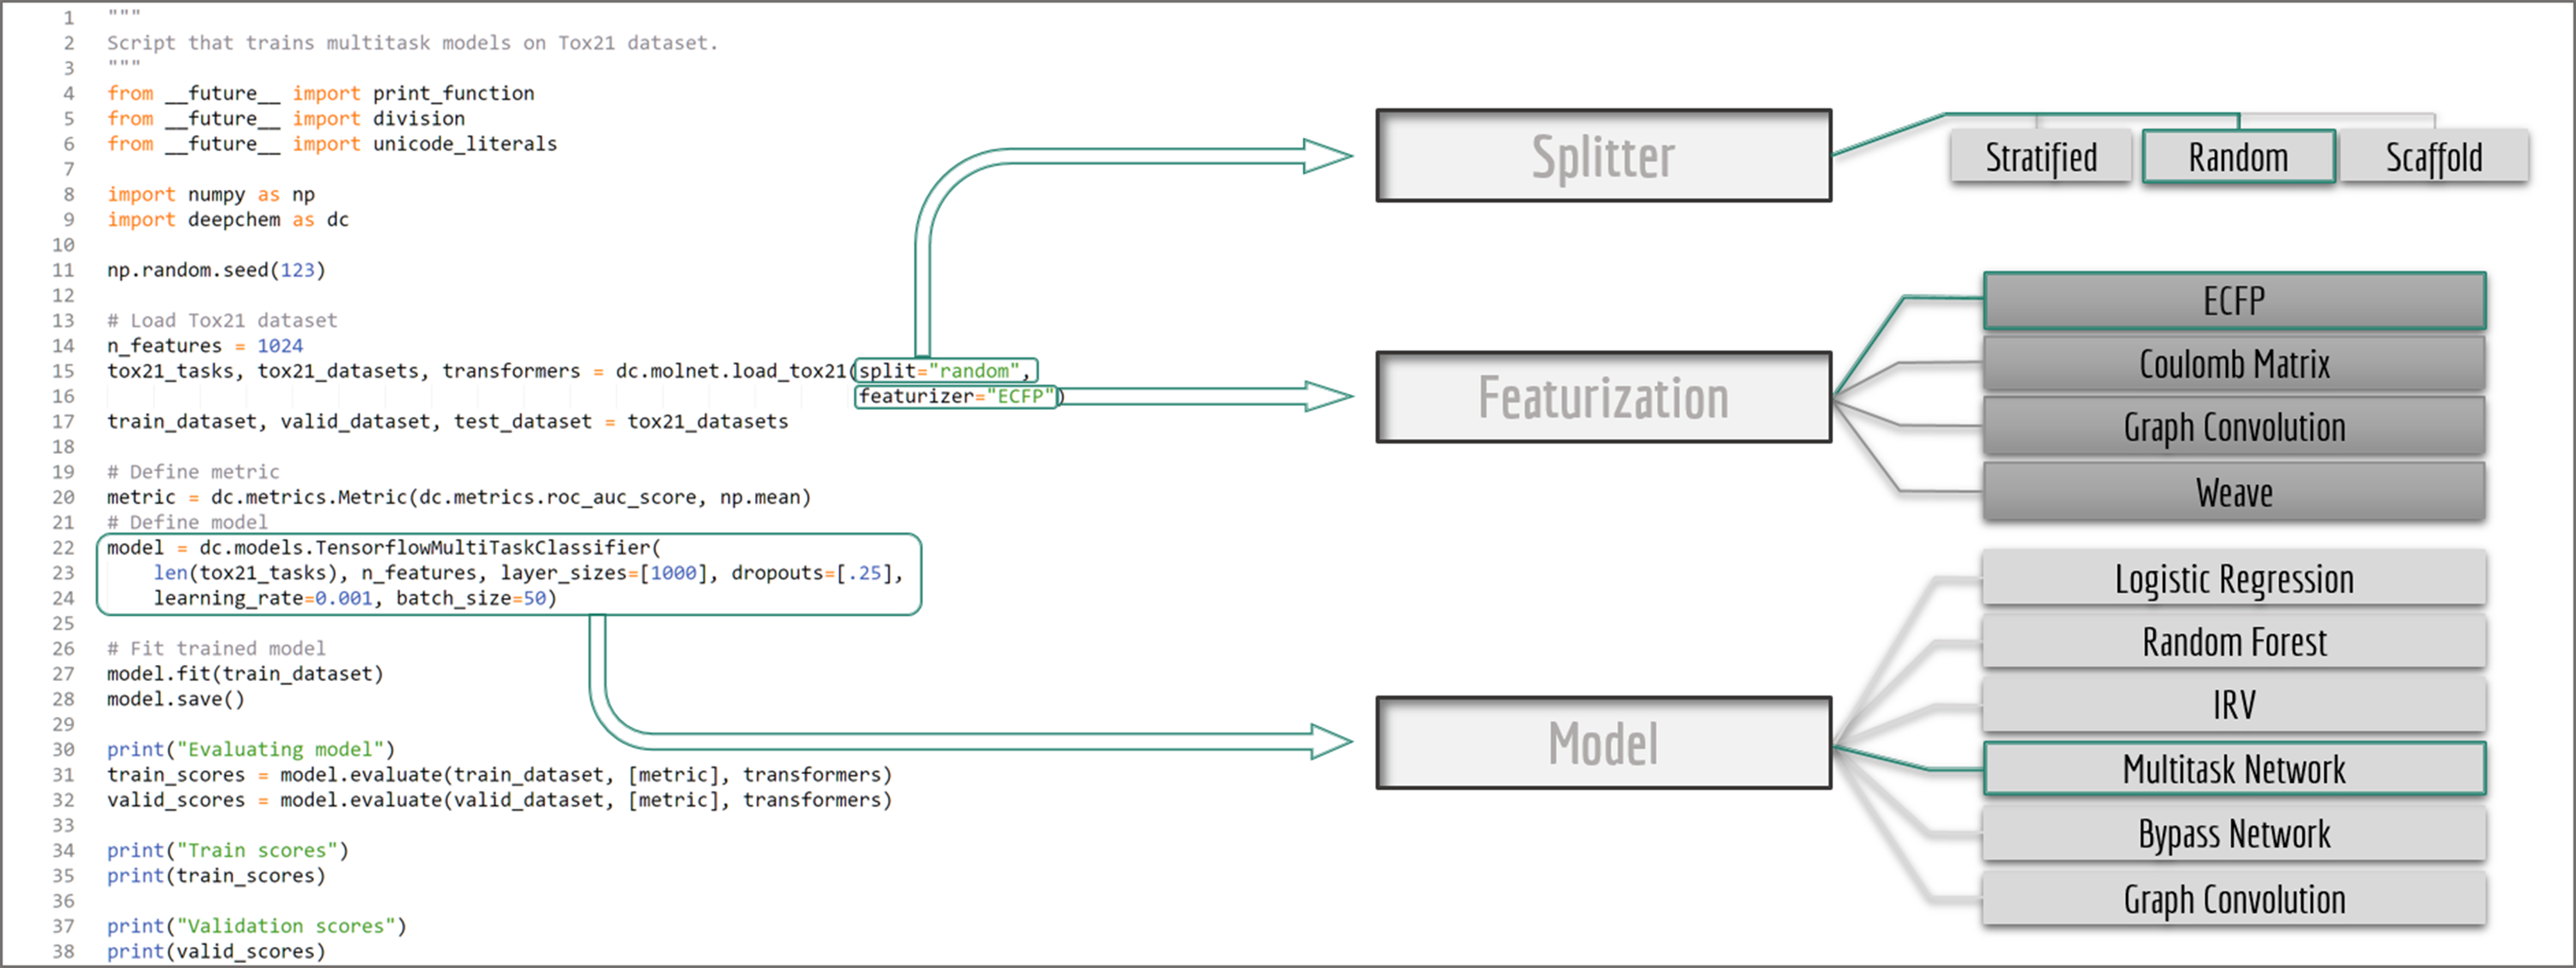 1 """
2 Script that trains multitask models on Tox21 dataset.
3 """
4 from __future__ import print_function
5 from __future__ import division
6 from __future__ import unicode_literals
7
8 import numpy as np
9 import deepchem as dc
10
11 np.random.seed(123)
12
13 # Load Tox21 dataset
14 n_features = 1024
15 tox21_tasks, tox21_datasets, transformers = dc.molnet.load_tox21(split="random",
16 featurizer="ECFP")
17 train_dataset, valid_dataset, test_dataset = tox21_datasets
18
19 # Define metric
20 metric = dc.metrics.Metric(dc.metrics.roc_auc_score, np.mean)
21 # Define model
22 model = dc.models.TensorflowMultiTaskClassifier(
23 len(tox21_tasks), n_features, layer_sizes=[1000], dropouts=[.25],
24 learning_rate=0.001, batch_size=50)
25
26 # Fit trained model
27 model.fit(train_dataset)
28 model.save()
29
30 print("Evaluating model")
31 train_scores = model.evaluate(train_dataset, [metric], transformers)
32 valid_scores = model.evaluate(valid_dataset, [metric], transformers)
33
34 print("Train scores")
35 print(train_scores)
36
37 print("Validation scores")
38 print(valid_scores)
Splitter
Stratified
Random
Scaffold
Featurization
ECFP
Coulomb Matrix
Graph Convolution
Weave
Model
Logistic Regression
Random Forest
IRV
Multitask Network
Bypass Network
Graph Convolution